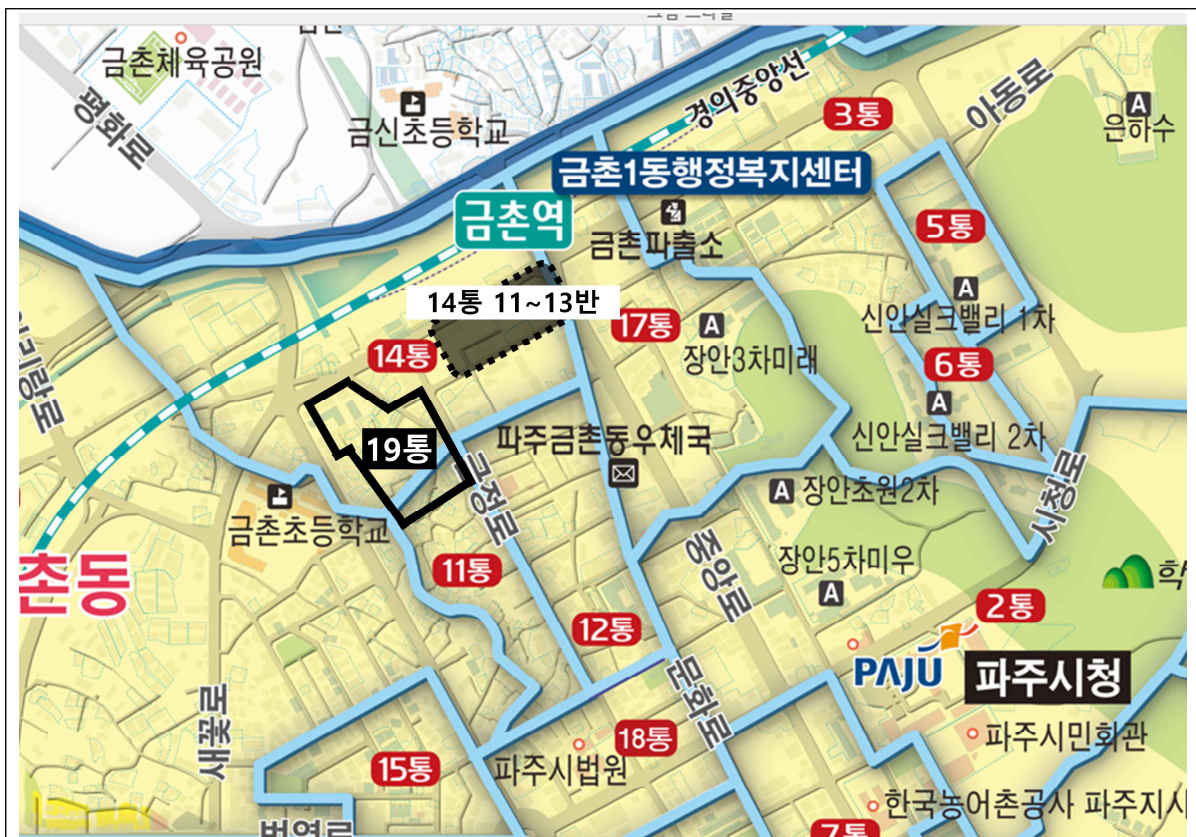 금촌체육공원
평화로
금신초등학교
경의중앙선
3통
아동로
은하수
금촌1동행정복지센터
금촌역
금촌파출소
5통
14통 11~13반
17통
신안실크밸리 1차
14통
장안3차미래
6통
19통
파주금촌동우체국
신안실크밸리 2차
금정로
장안초원2차
시청로
금촌초등학교
촌동
11통
중앙로
장안5차미우
학
2통
12통
PAJU 파주시청
문화로
새꽃로
18통
파주시민회관
15통
파주시법원
한국농어촌공사 파주지사
7통